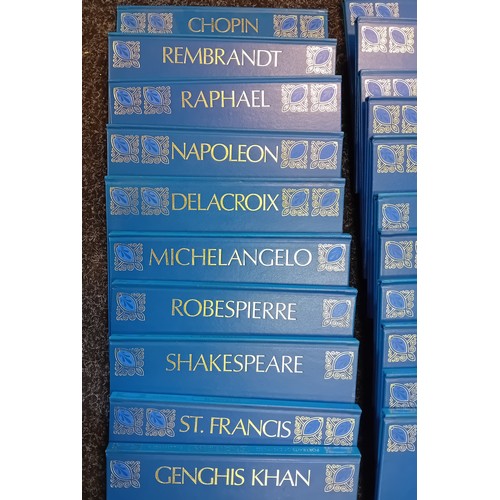 CHOPIN
REMBRANDT
RAPHAEL
NAPOLEON
DELACROIX
MICHELANGELO
ROBESPIERRE
SHAKESPEARE
ST. FRANCIS
GENGHIS KHAN